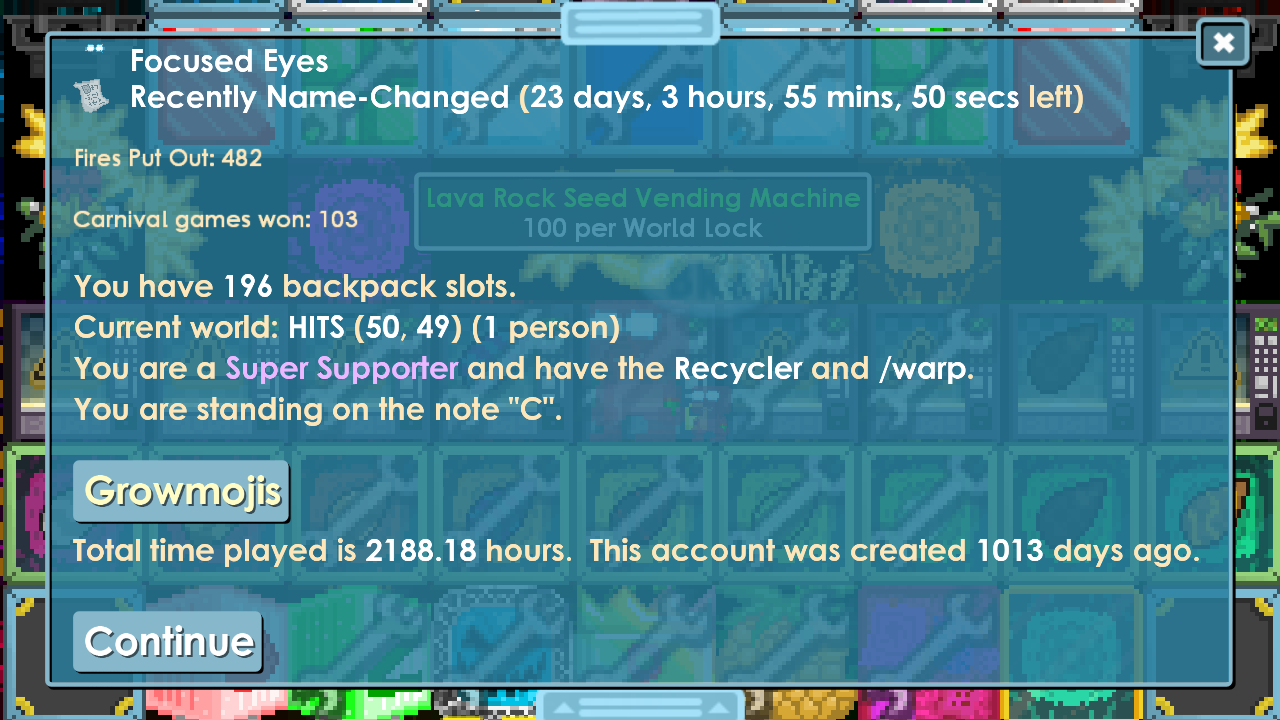 Focused Eyes
Recently Name-Changed (23 days, 3 hours, 55 mins, 50 secs left)
Fires Put Out: 482
Lava Rock Seed Vending Machine
Carnival games won: 103
100 per World Lock
You have 196 backpack slots.
Current world: HITS (50, 49) (1 person)
You are a Super Supporter and have the Recycler and /warp.
You are standing on the note "C".
Growmojis
Total time played is 2188.18 hours.  This account was created 1013 days ago.
Continue